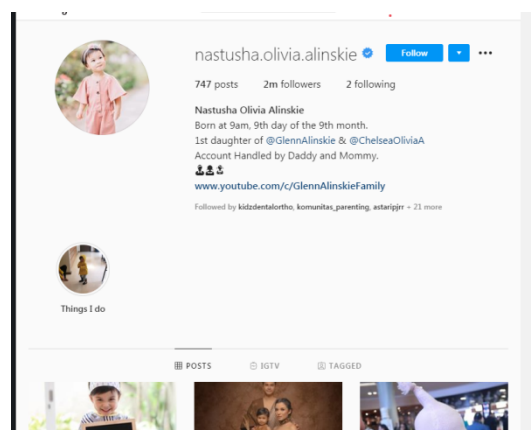 nastusha.olivia.alinskie Follow
747 posts 2m followers 2 following
Nastusha Olivia Alinskie
Born at 9am, 9th day of the 9th month.
1st daughter of @GlennAlinskie & @ChelseaOliviaA
Account Handled by Daddy and Mommy.
www.youtube.com/c/GlennAlinskieFamily
Followed by kidzdentalortho, komunitas_parenting, astaripjrr + 21 more
Things I do
POSTS IGTV TAGGED